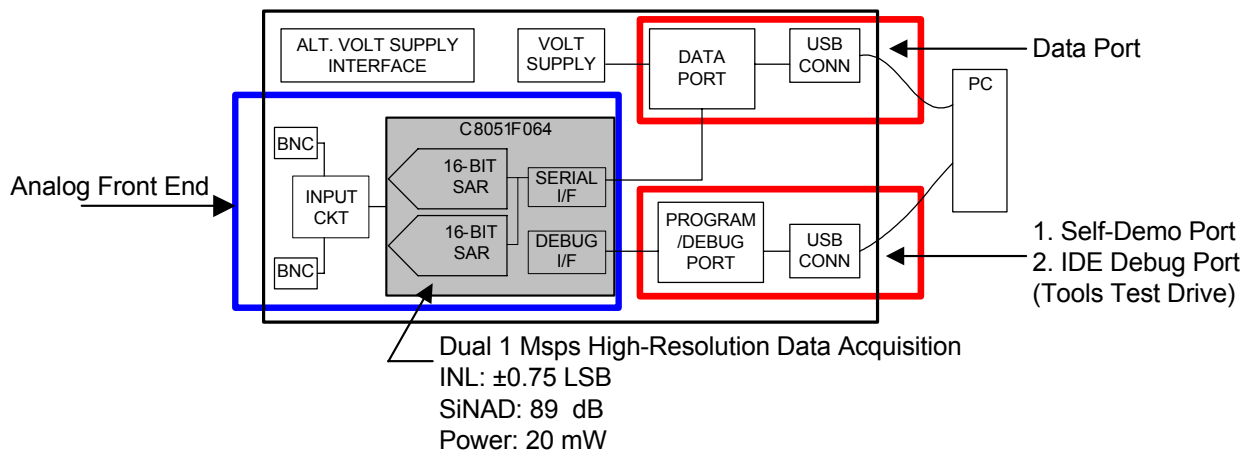 ALT. VOLT SUPPLY
INTERFACE
VOLT
SUPPLY
DATA
PORT
USB
CONN
Data Port
PC
Analog Front End
BNC
INPUT
CKT
BNC
C8051F064
16-BIT
SAR
16-BIT
SAR
SERIAL
I/F
DEBUG
I/F
PROGRAM
/DEBUG
PORT
USB
CONN
1. Self-Demo Port
2. IDE Debug Port
(Tools Test Drive)
Dual 1 Msps High-Resolution Data Acquisition
INL: ±0.75 LSB
SiNAD: 89 dB
Power: 20 mW